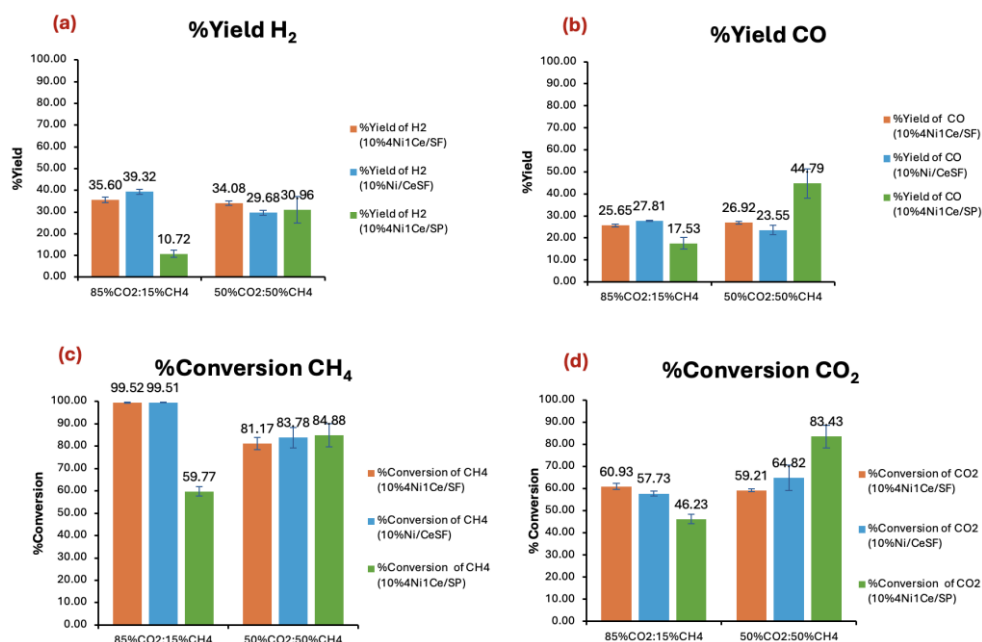 (a)
%Yield H2
100.00
90.00
80.00
70.00
60.00
50.00
40.00
30.00
20.00
10.00
0.00
%Yield
35.60
39.32
10.72
34.08
29.68
30.96
85%CO2:15%CH4
50%CO2:50%CH4
%Yield of H2
(10%4Ni1Ce/SF)
%Yield of H2
(10%Ni/CeSF)
%Yield of H2
(10%4Ni1Ce/SP)
(b)
%Yield CO
100.00
90.00
80.00
70.00
60.00
50.00
40.00
30.00
20.00
10.00
0.00
%Yield
25.65
27.81
17.53
26.92
23.55
44.79
85%CO2:15%CH4
50%CO2:50%CH4
%Yield of CO
(10%4Ni1Ce/SF)
%Yield of CO
(10%Ni/CeSF)
%Yield of CO
(10%4Ni1Ce/SP)
(c)
%Conversion CH4
100.00
90.00
80.00
70.00
60.00
50.00
40.00
30.00
20.00
10.00
0.00
%Conversion
99.52
99.51
59.77
81.17
83.78
84.88
85%CO2:15%CH4
50%CO2:50%CH4
%Conversion of CH4
(10%4Ni1Ce/SF)
%Conversion of CH4
(10%Ni/CeSF)
%Conversion of CH4
(10%4Ni1Ce/SP)
(d)
%Conversion CO2
100.00
90.00
80.00
70.00
60.00
50.00
40.00
30.00
20.00
10.00
0.00
% Conversion
60.93
57.73
46.23
59.21
64.82
83.43
85%CO2:15%CH4
50%CO2:50%CH4
%Conversion of CO2
(10%4Ni1Ce/SF)
%Conversion of CO2
(10%Ni/CeSF)
%Conversion of CO2
(10%4Ni1Ce/SP)